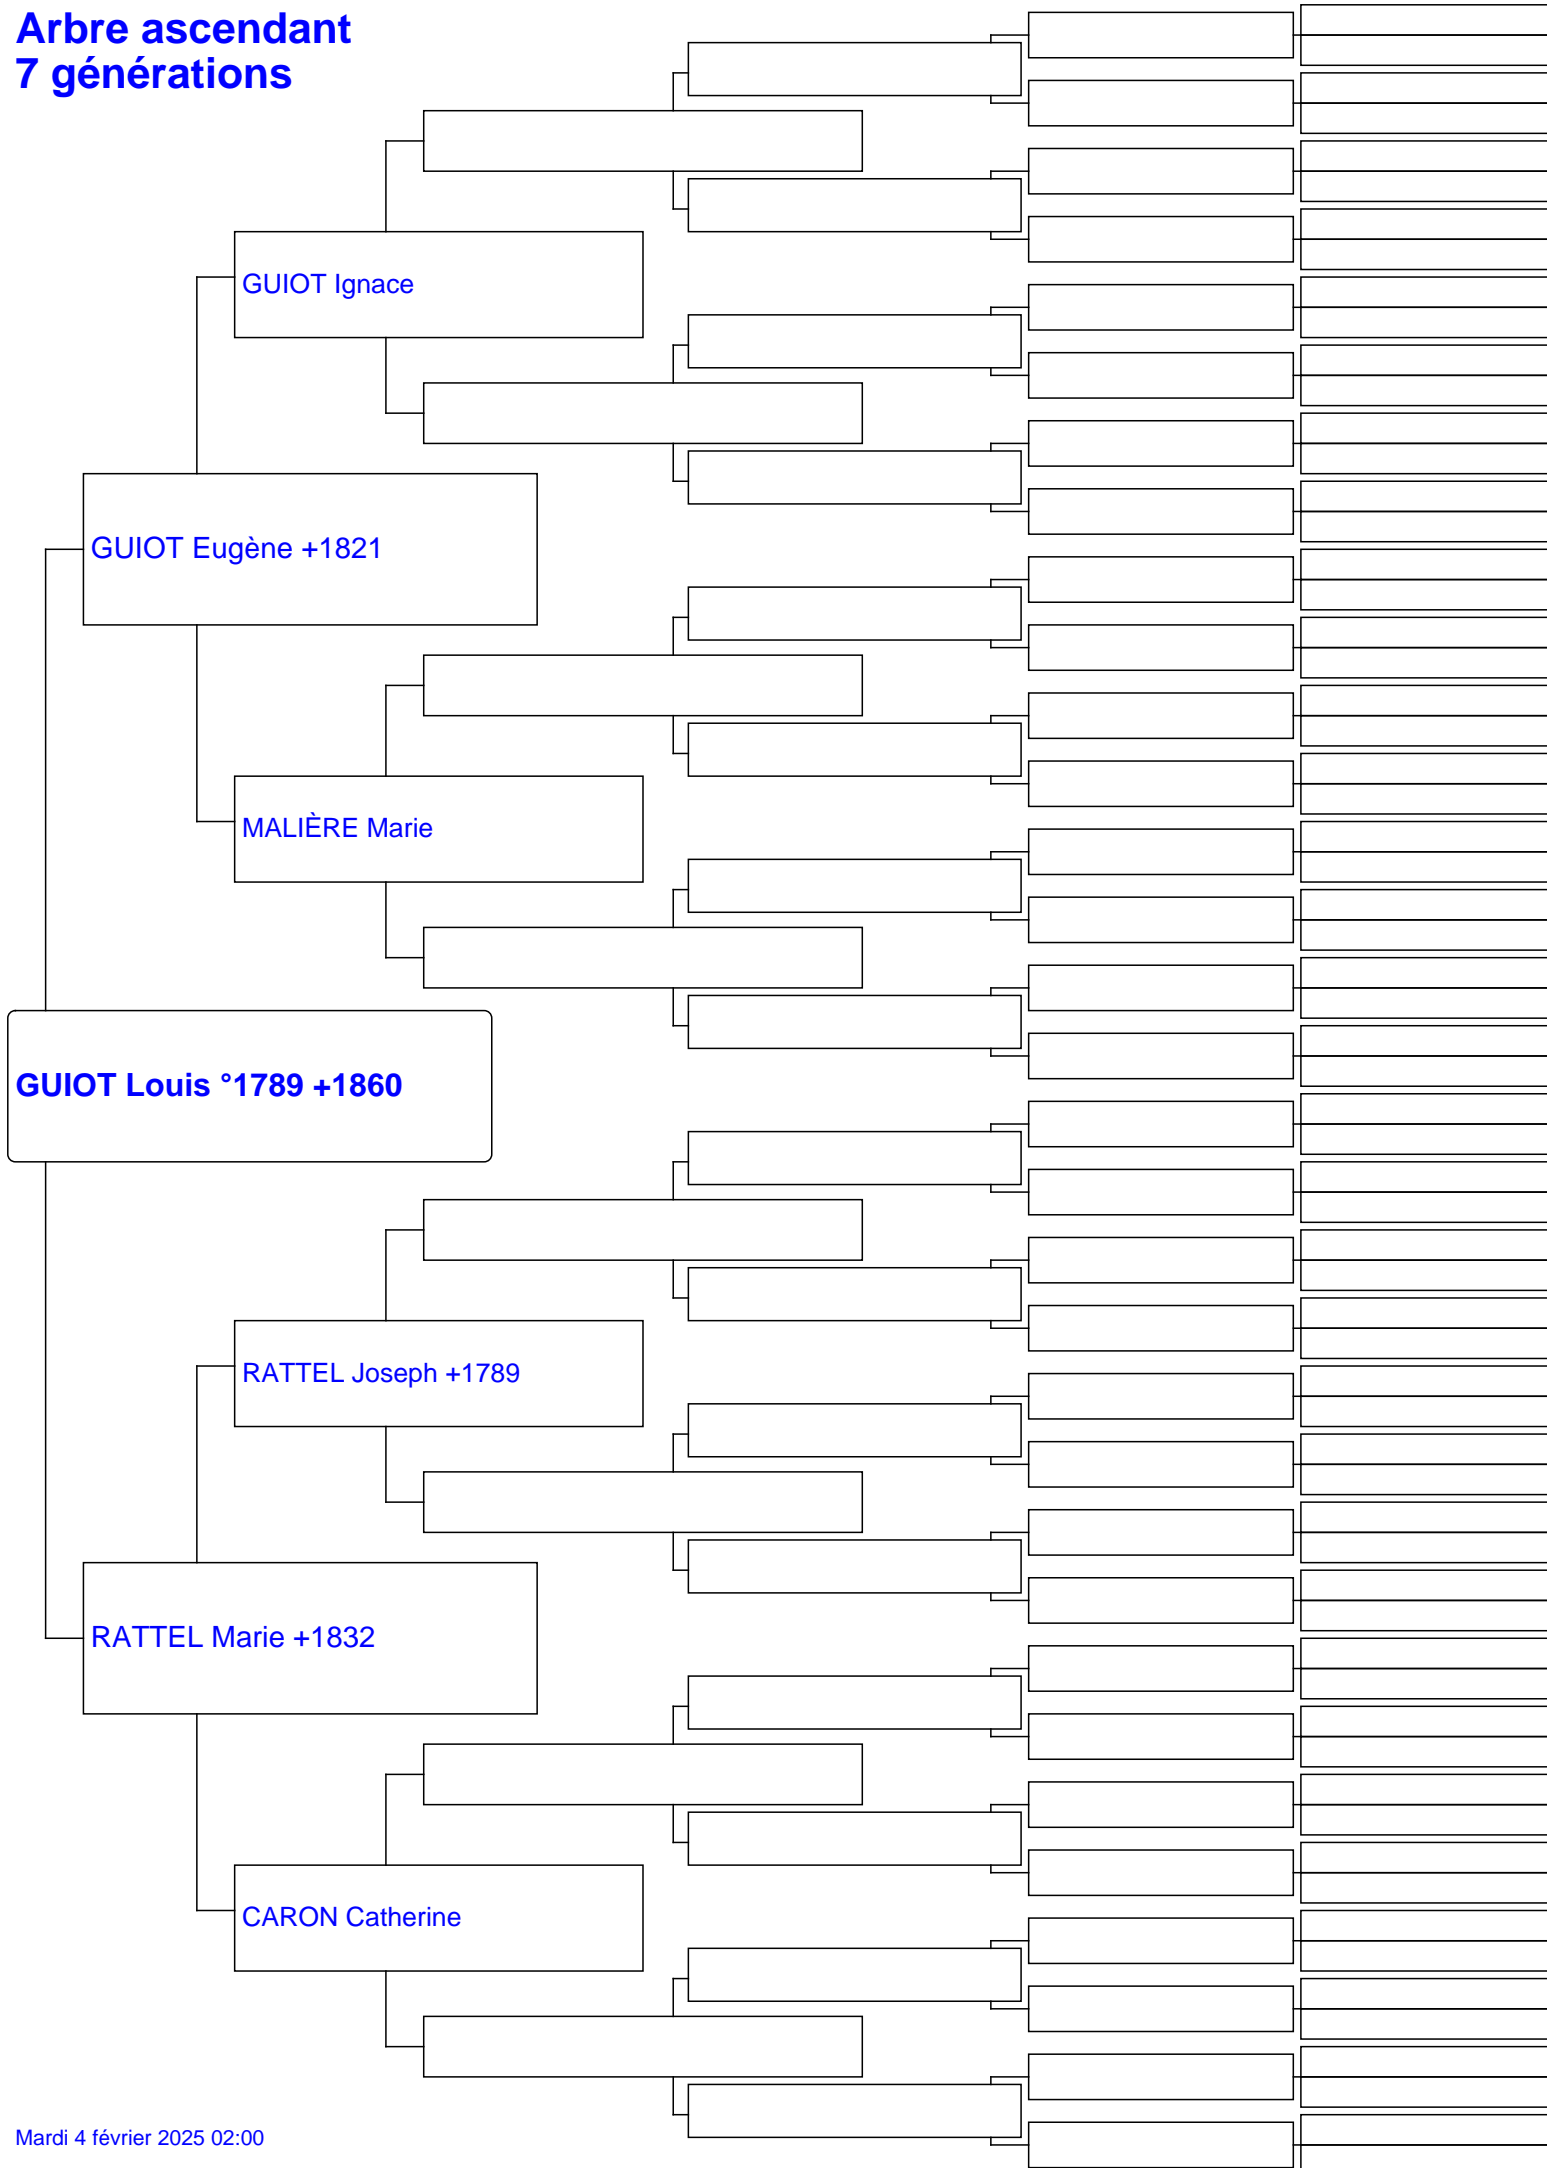 Arbre ascendant
7 générations
GUIOT Ignace
GUIOT Eugène +1821
MALIÈRE Marie
GUIOT Louis °1789 +1860
RATTEL Joseph +1789
RATTEL Marie +1832
CARON Catherine
Mardi 4 février 2025 02:00